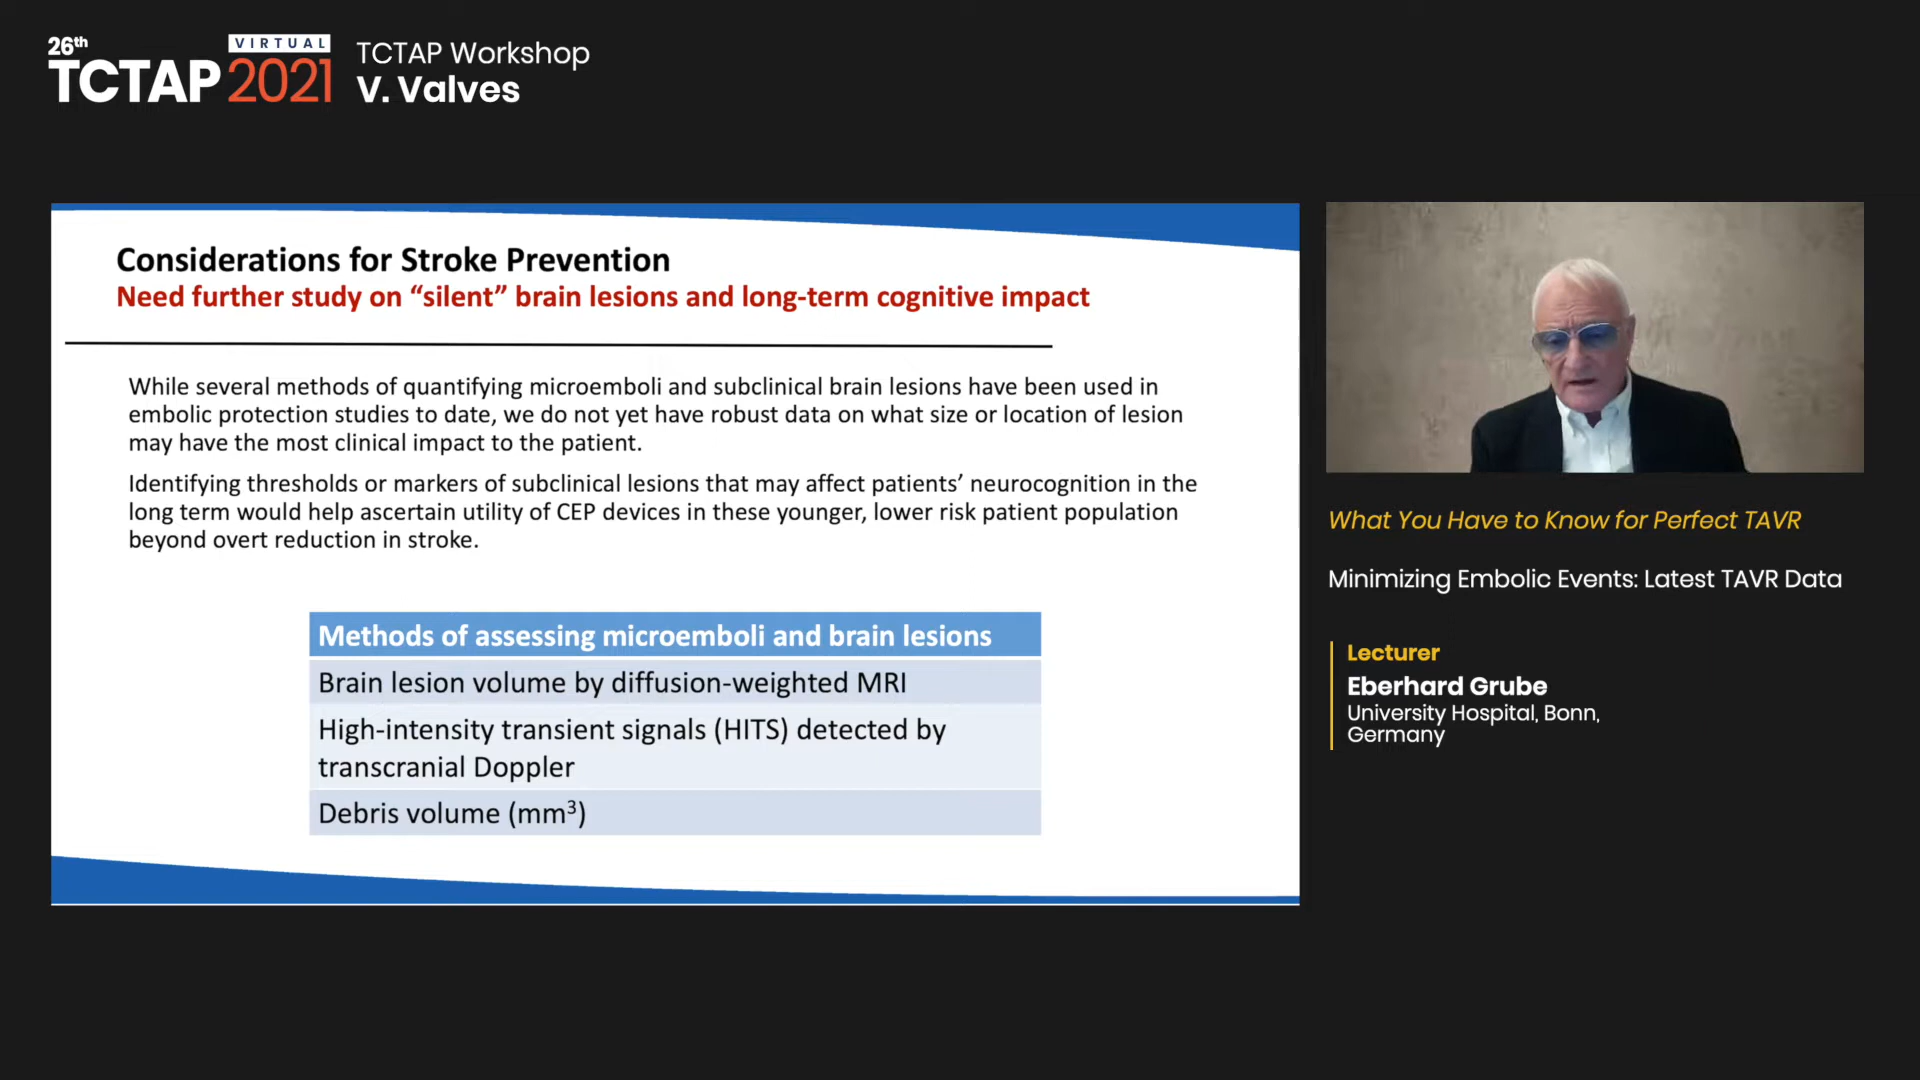 26th
VIRTUAL
TCTAP 2021
TCTAP Workshop
V. Valves
Considerations for Stroke Prevention
Need further study on “silent” brain lesions and long-term cognitive impact
While several methods of quantifying microemboli and subclinical brain lesions have been used in
embolic protection studies to date, we do not yet have robust data on what size or location of lesion
may have the most clinical impact to the patient.
Identifying thresholds or markers of subclinical lesions that may affect patients’ neurocognition in the
long term would help ascertain utility of CEP devices in these younger, lower risk patient population
beyond overt reduction in stroke.
Methods of assessing microemboli and brain lesions
Brain lesion volume by diffusion-weighted MRI
High-intensity transient signals (HITS) detected by
transcranial Doppler
Debris volume (mm³)
What You Have to Know for Perfect TAVR
Minimizing Embolic Events: Latest TAVR Data
Lecturer
Eberhard Grube
University Hospital, Bonn,
Germany